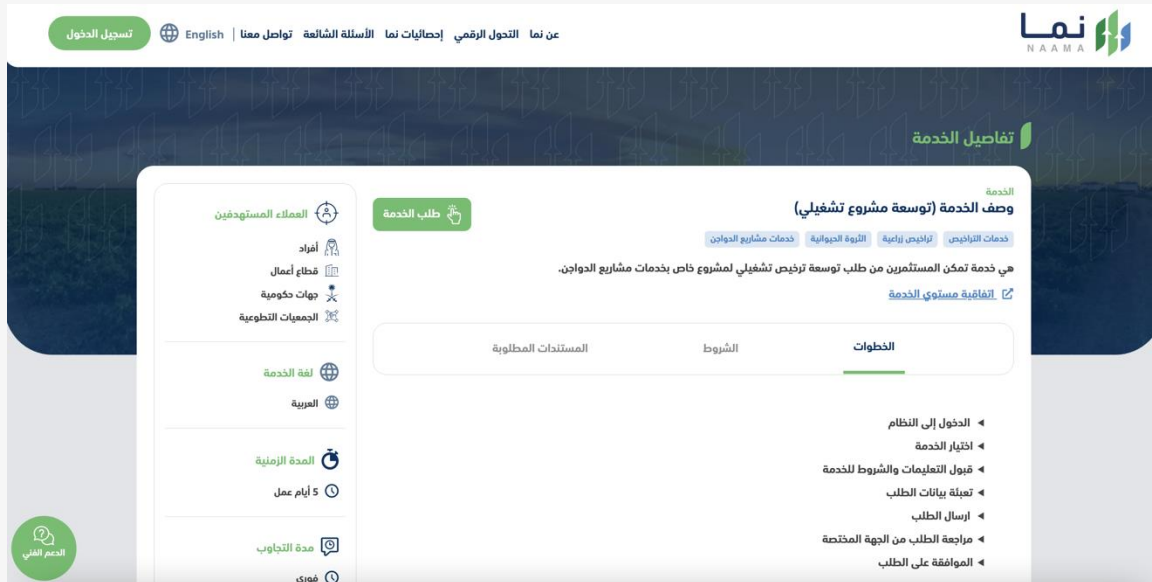 نما
NAAMA
عن نما التحول الرقمي إحصائيات نما الأسئلة الشائعة تواصل معنا | English
تسجيل الدخول
تفاصيل الخدمة
الخدمة
وصف الخدمة (توسعة مشروع تشغيلي)
طلب الخدمة
خدمات التراخيص تراخيص زراعية الثروة الحيوانية خدمات مشاريع الدواجن
هي خدمة تمكن المستثمرين من طلب توسعة ترخيص تشغيلي لمشروع خاص بخدمات مشاريع الدواجن.
اتفاقية مستوي الخدمة
الخطوات الشروط المستندات المطلوبة
الدخول إلى النظام
اختيار الخدمة
قبول التعليمات والشروط للخدمة
تعبئة بيانات الطلب
ارسال الطلب
مراجعة الطلب من الجهة المختصة
الموافقة على الطلب
العملاء المستهدفين
أفراد
قطاع أعمال
جهات حكومية
الجمعيات التطوعية
لغة الخدمة
العربية
المدة الزمنية
5 أيام عمل
مدة التجاوب
فوري
الدعم الفني